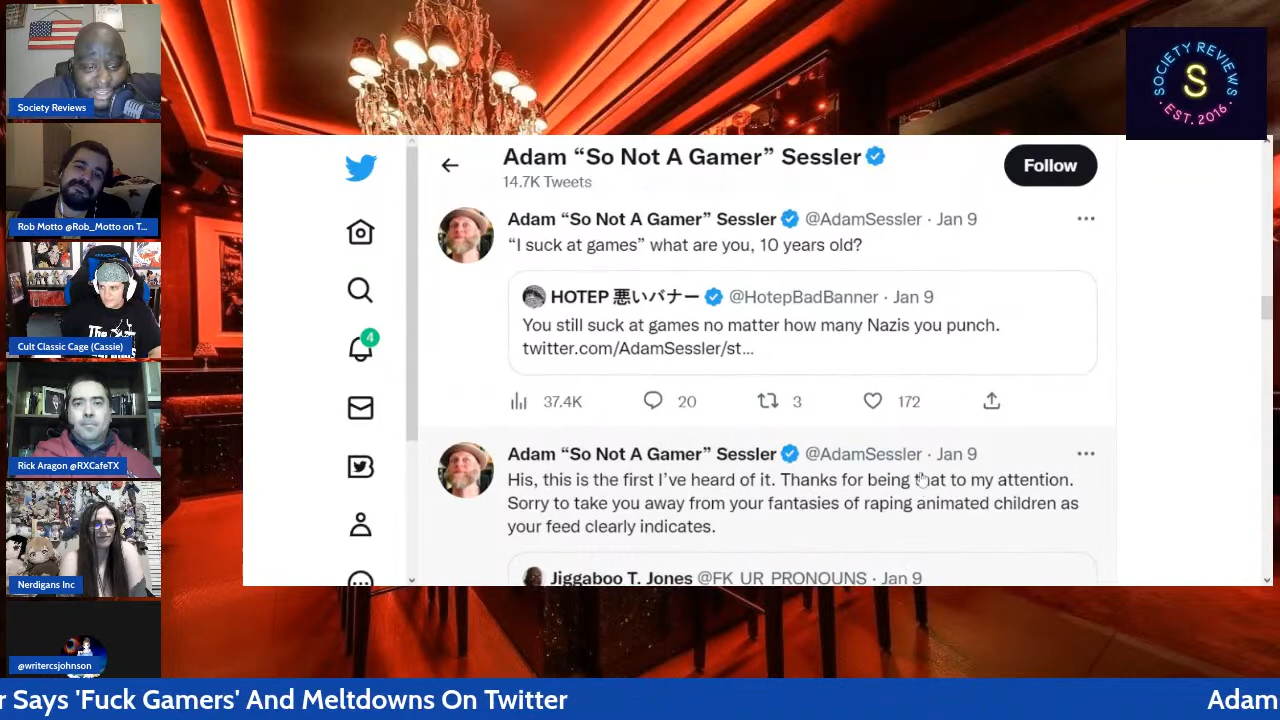 Society Reviews
Rob Motto @Rob_Motto on T...
Cult Classic Cage (Cassie)
Rick Aragon @RXCafeTX
Nerdigans Inc
@writercsjohnson
SOCIETY REVIEWS
S
· EST. 2016 ·
Adam “So Not A Gamer” Sessler
14.7K Tweets
Follow
4
Adam “So Not A Gamer” Sessler @AdamSessler · Jan 9
“I suck at games” what are you, 10 years old?
HOTEP 悪いバナー @HotepBadBanner · Jan 9
You still suck at games no matter how many Nazis you punch.
twitter.com/AdamSessler/st...
37.4K 20 3 172
Adam “So Not A Gamer” Sessler @AdamSessler · Jan 9
His, this is the first I’ve heard of it. Thanks for being that to my attention.
Sorry to take you away from your fantasies of raping animated children as
your feed clearly indicates.
Jiggaboo T. Jones @FK_UR_PRONOUNS · Jan 9
r Says 'Fuck Gamers' And Meltdowns On Twitter
Adam